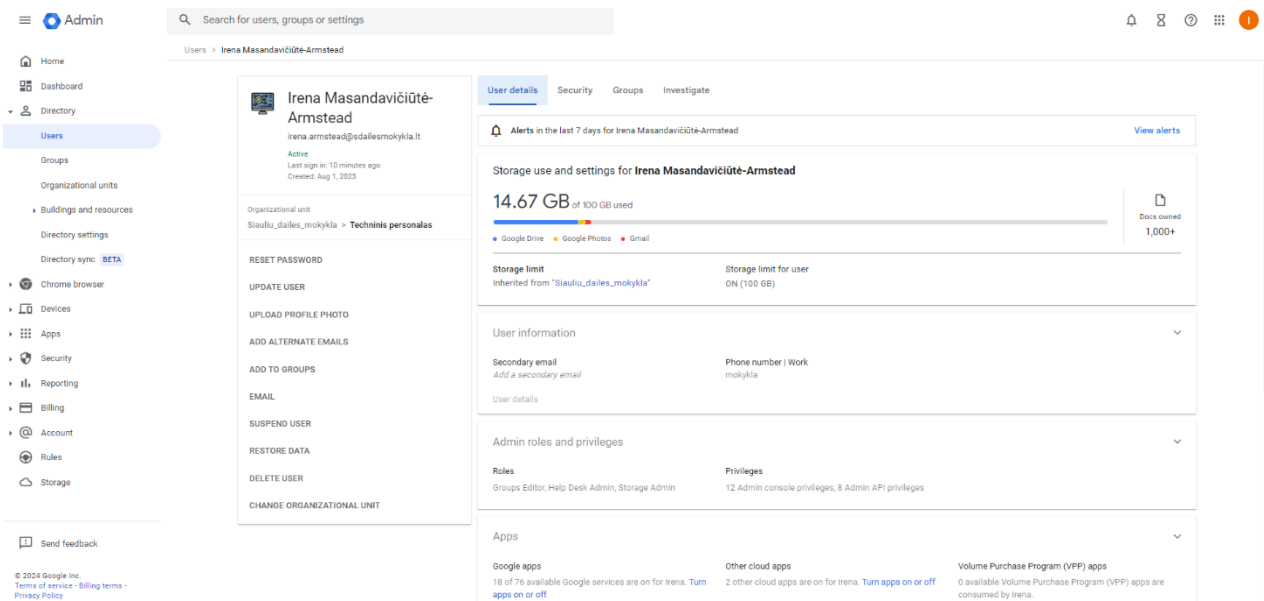 Admin
Search for users, groups or settings
I
Users > Irena Masandavičiūtė-Armstead
Home
Dashboard
Directory
Users
Groups
Organizational units
Buildings and resources
Directory settings
Directory sync BETA
Chrome browser
Devices
Apps
Security
Reporting
Billing
Account
Rules
Storage
Send feedback
© 2024 Google Inc.
Terms of service - Billing terms -
Privacy Policy
Irena Masandavičiūtė-
Armstead
irena.armstead@sdailesmokykla.lt
Active
Last sign in: 10 minutes ago
Created: Aug 1, 2023
Organizational unit
Siauliu_dailes_mokykla > Techninis personalas
RESET PASSWORD
UPDATE USER
UPLOAD PROFILE PHOTO
ADD ALTERNATE EMAILS
ADD TO GROUPS
EMAIL
SUSPEND USER
RESTORE DATA
DELETE USER
CHANGE ORGANIZATIONAL UNIT
User details Security Groups Investigate
Alerts in the last 7 days for Irena Masandavičiūtė-Armstead View alerts
Storage use and settings for Irena Masandavičiūtė-Armstead
14.67 GB of 100 GB used
Google Drive Google Photos Gmail
Docs owned
1,000+
Storage limit Storage limit for user
Inherited from "Siauliu_dailes_mokykla" ON (100 GB)
User information
Secondary email Phone number | Work
Add a secondary email mokykla
User details
Admin roles and privileges
Roles Privileges
Groups Editor, Help Desk Admin, Storage Admin 12 Admin console privileges, 8 Admin API privileges
Apps
Google apps Other cloud apps Volume Purchase Program (VPP) apps
18 of 76 available Google services are on for Irena. Turn 2 other cloud apps are on for Irena. Turn apps on or off 0 available Volume Purchase Program (VPP) apps are
apps on or off consumed by Irena.